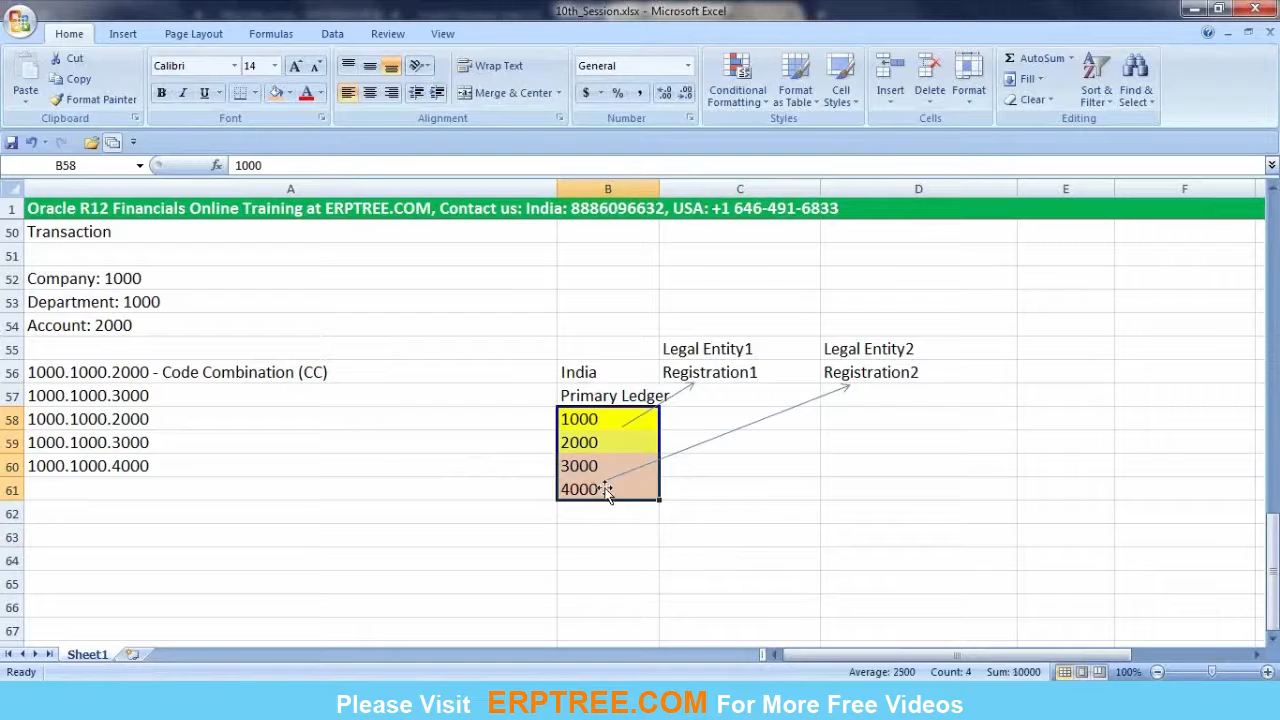 10th_Session.xlsx - Microsoft Excel
Home Insert Page Layout Formulas Data Review View
Paste
Cut
Copy
Format Painter
Clipboard
Calibri 14
B I U
A A
Font
Wrap Text
Merge & Center
Alignment
General
$ % ,
Number
Conditional Formatting
Format as Table
Cell Styles
Styles
Insert Delete Format
Cells
Σ AutoSum
Fill
Clear
Sort & Filter
Find & Select
Editing
B58 fx 1000
A B C D E F
1 Oracle R12 Financials Online Training at ERPTREE.COM, Contact us: India: 8886096632, USA: +1 646-491-6833
50 Transaction
51
52 Company: 1000
53 Department: 1000
54 Account: 2000
55 Legal Entity1 Legal Entity2
56 1000.1000.2000 - Code Combination (CC) India Registration1 Registration2
57 1000.1000.3000 Primary Ledger
58 1000.1000.2000 1000
59 1000.1000.3000 2000
60 1000.1000.4000 3000
61 4000
62
63
64
65
66
67
Sheet1
Ready Average: 2500 Count: 4 Sum: 10000 100%
Please Visit ERPTREE.COM For More Free Videos